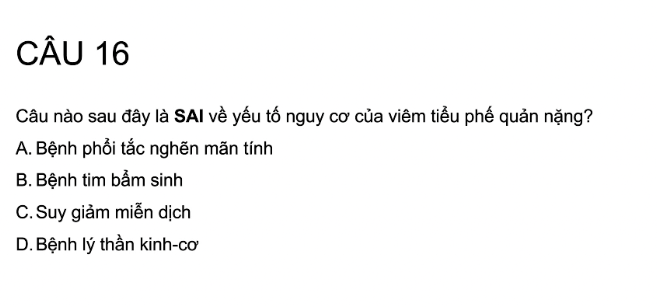 CÂU 16
Câu nào sau đây là SAI về yếu tố nguy cơ của viêm tiểu phế quản nặng?
A. Bệnh phổi tắc nghẽn mãn tính
B. Bệnh tim bẩm sinh
C. Suy giảm miễn dịch
D. Bệnh lý thần kinh-cơ